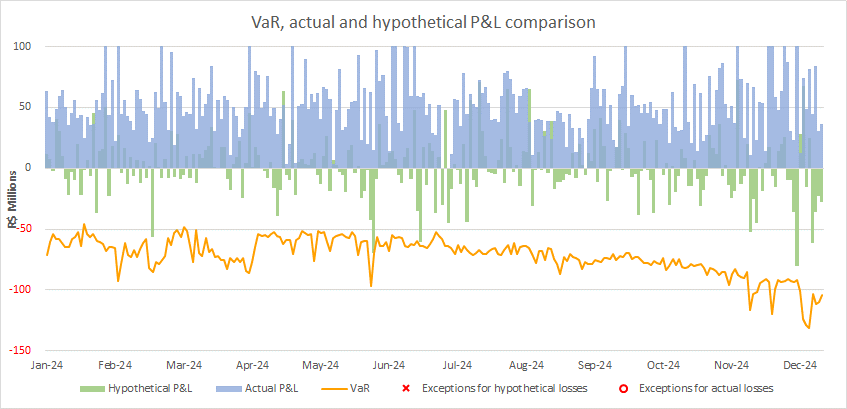 VaR, actual and hypothetical P&L comparison
100
50
0
-50
-100
-150
R$ Millions
Jan-24 Feb-24 Mar-24 Apr-24 May-24 Jun-24 Jul-24 Aug-24 Sep-24 Oct-24 Nov-24 Dec-24
Hypothetical P&L Actual P&L VaR Exceptions for hypothetical losses Exceptions for actual losses